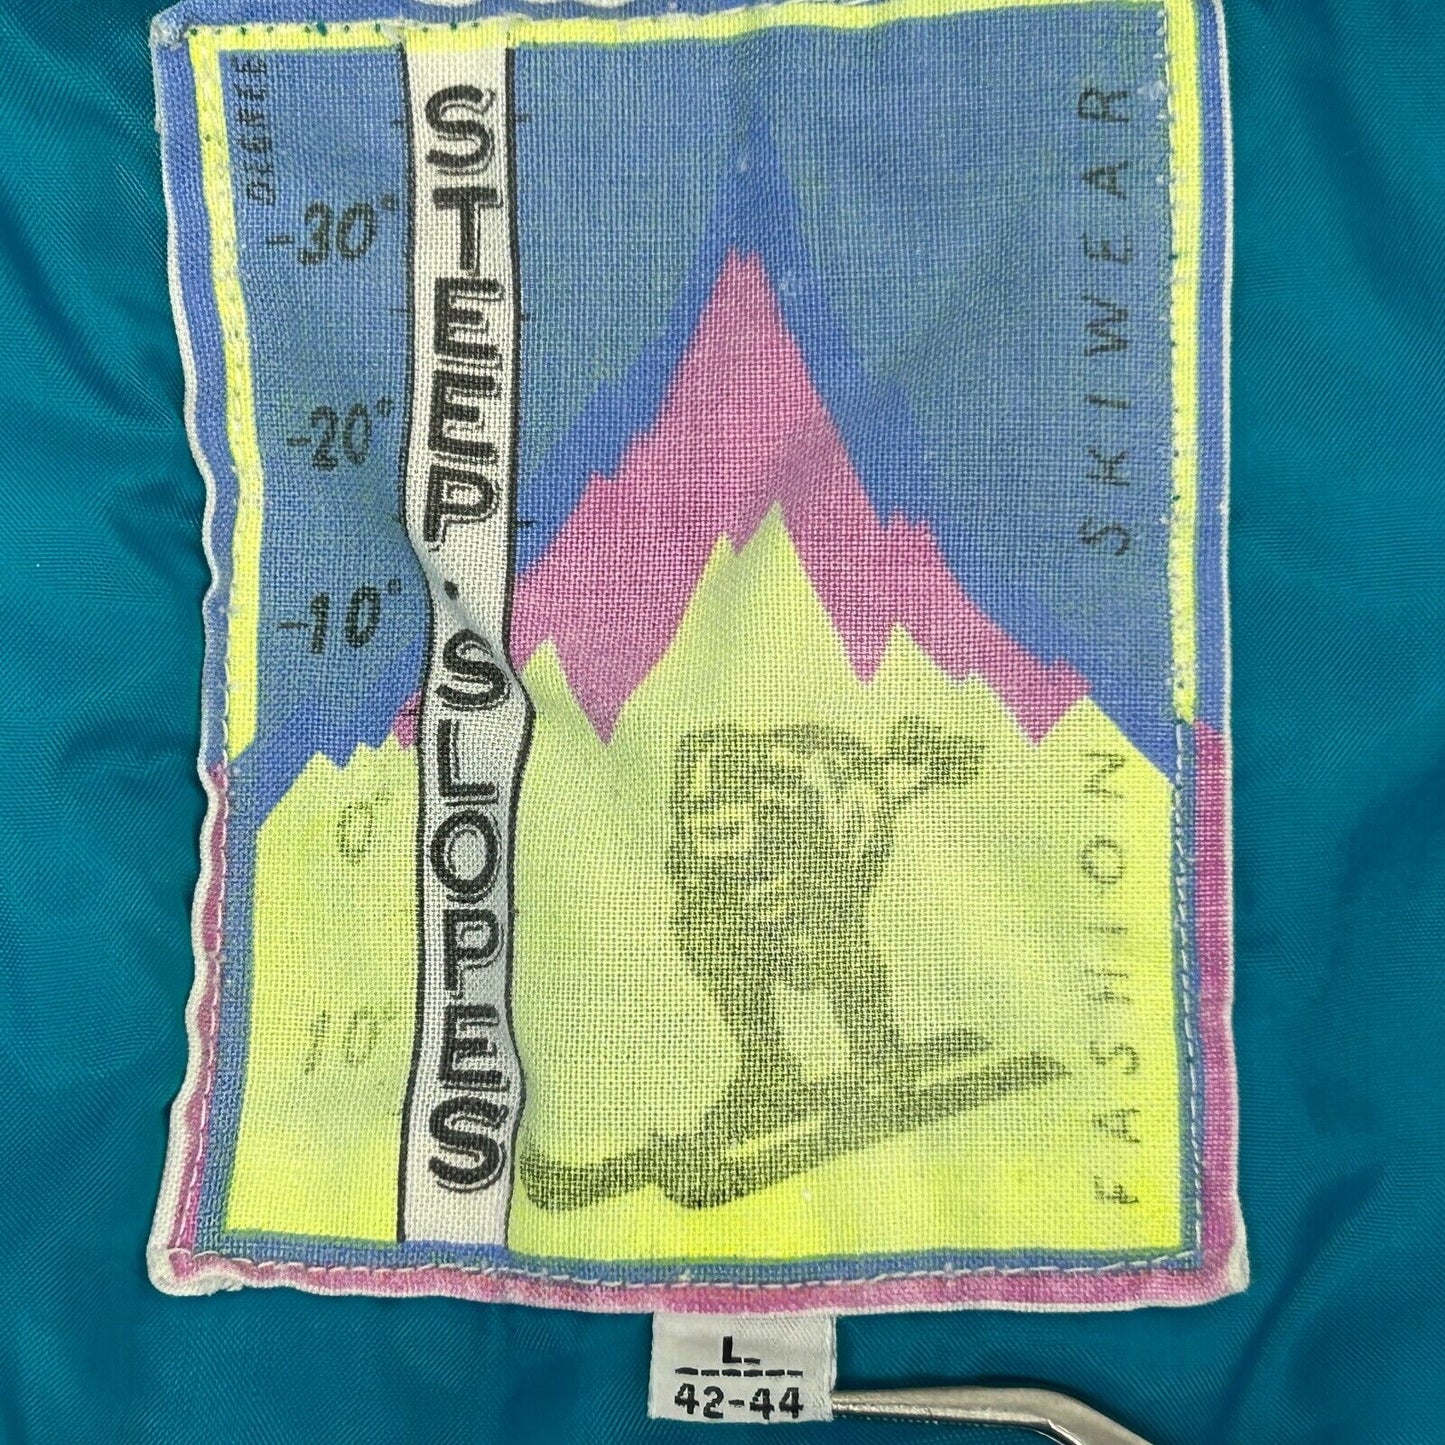 DEGREE
-30°
-20°
-10°
0°
10°
STEEP·SLOPES
FASHION SKIWEAR
L
42-44